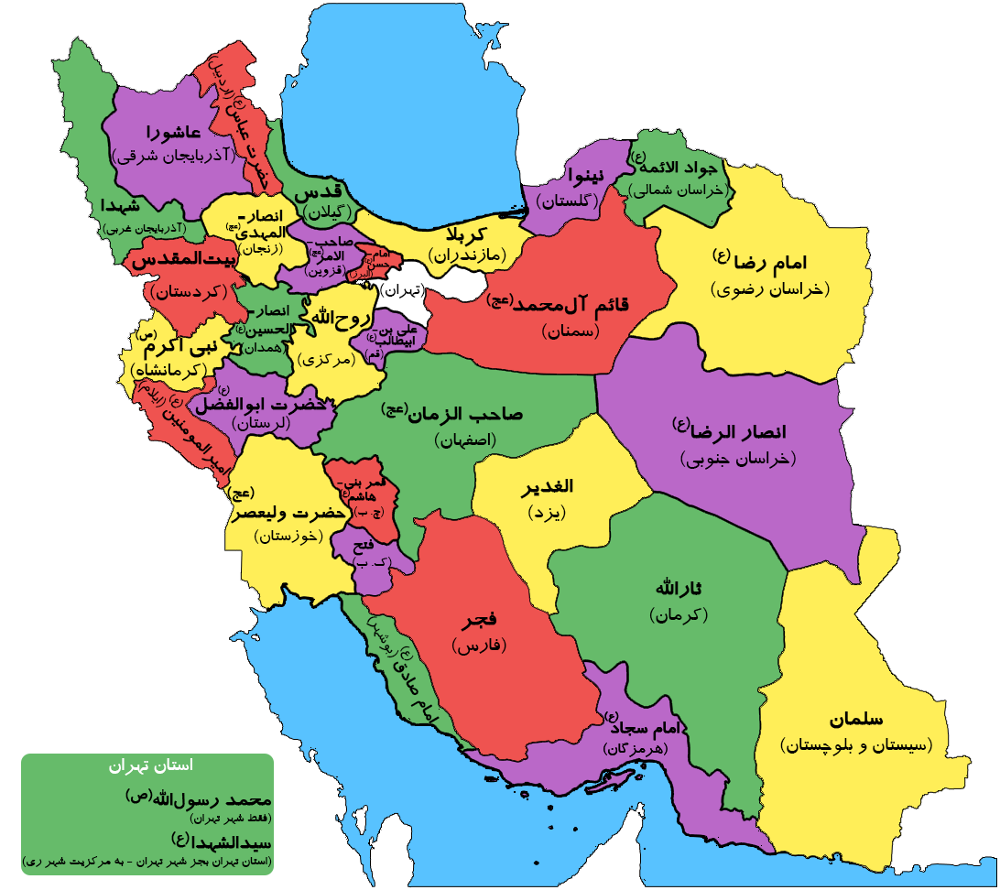 حضرت عباس (ع)
(اردبیل)
عاشورا
(آذربایجان شرقی)
شهدا
(آذربایجان غربی)
قدس
(گیلان)
نینوا
(گلستان)
جواد الائمه (ع)
(خراسان شمالی)
انصار-
المهدی (عج)
(زنجان)
صاحب-
الامر (عج)
(قزوین)
امام-
حسن (ع)
(البرز)
کربلا
(مازندران)
امام رضا (ع)
(خراسان رضوی)
بیت‌المقدس
(کردستان)
(تهران)
قائم آل‌محمد (عج)
(سمنان)
انصار-
الحسین (ع)
(همدان)
روح‌الله
(مرکزی)
علی بن-
ابیطالب (ع)
(قم)
نبی اکرم (ص)
(کرمانشاه)
حضرت ابوالفضل (ع)
(لرستان)
امیرالمومنین (ع)
(ایلام)
صاحب الزمان (عج)
(اصفهان)
انصار الرضا (ع)
(خراسان جنوبی)
حضرت ولیعصر (عج)
(خوزستان)
قمر بنی-
هاشم (ع)
(چ. ب)
الغدیر
(یزد)
فتح
(ک. ب)
ثارالله
(کرمان)
فجر
(فارس)
امام صادق (ع)
(بوشهر)
امام سجاد (ع)
(هرمزگان)
سلمان
(سیستان و بلوچستان)
استان تهران
محمد رسول‌الله (ص)
(فقط شهر تهران)
سیدالشهدا (ع)
(استان تهران بجز شهر تهران - به مرکزیت شهر ری)